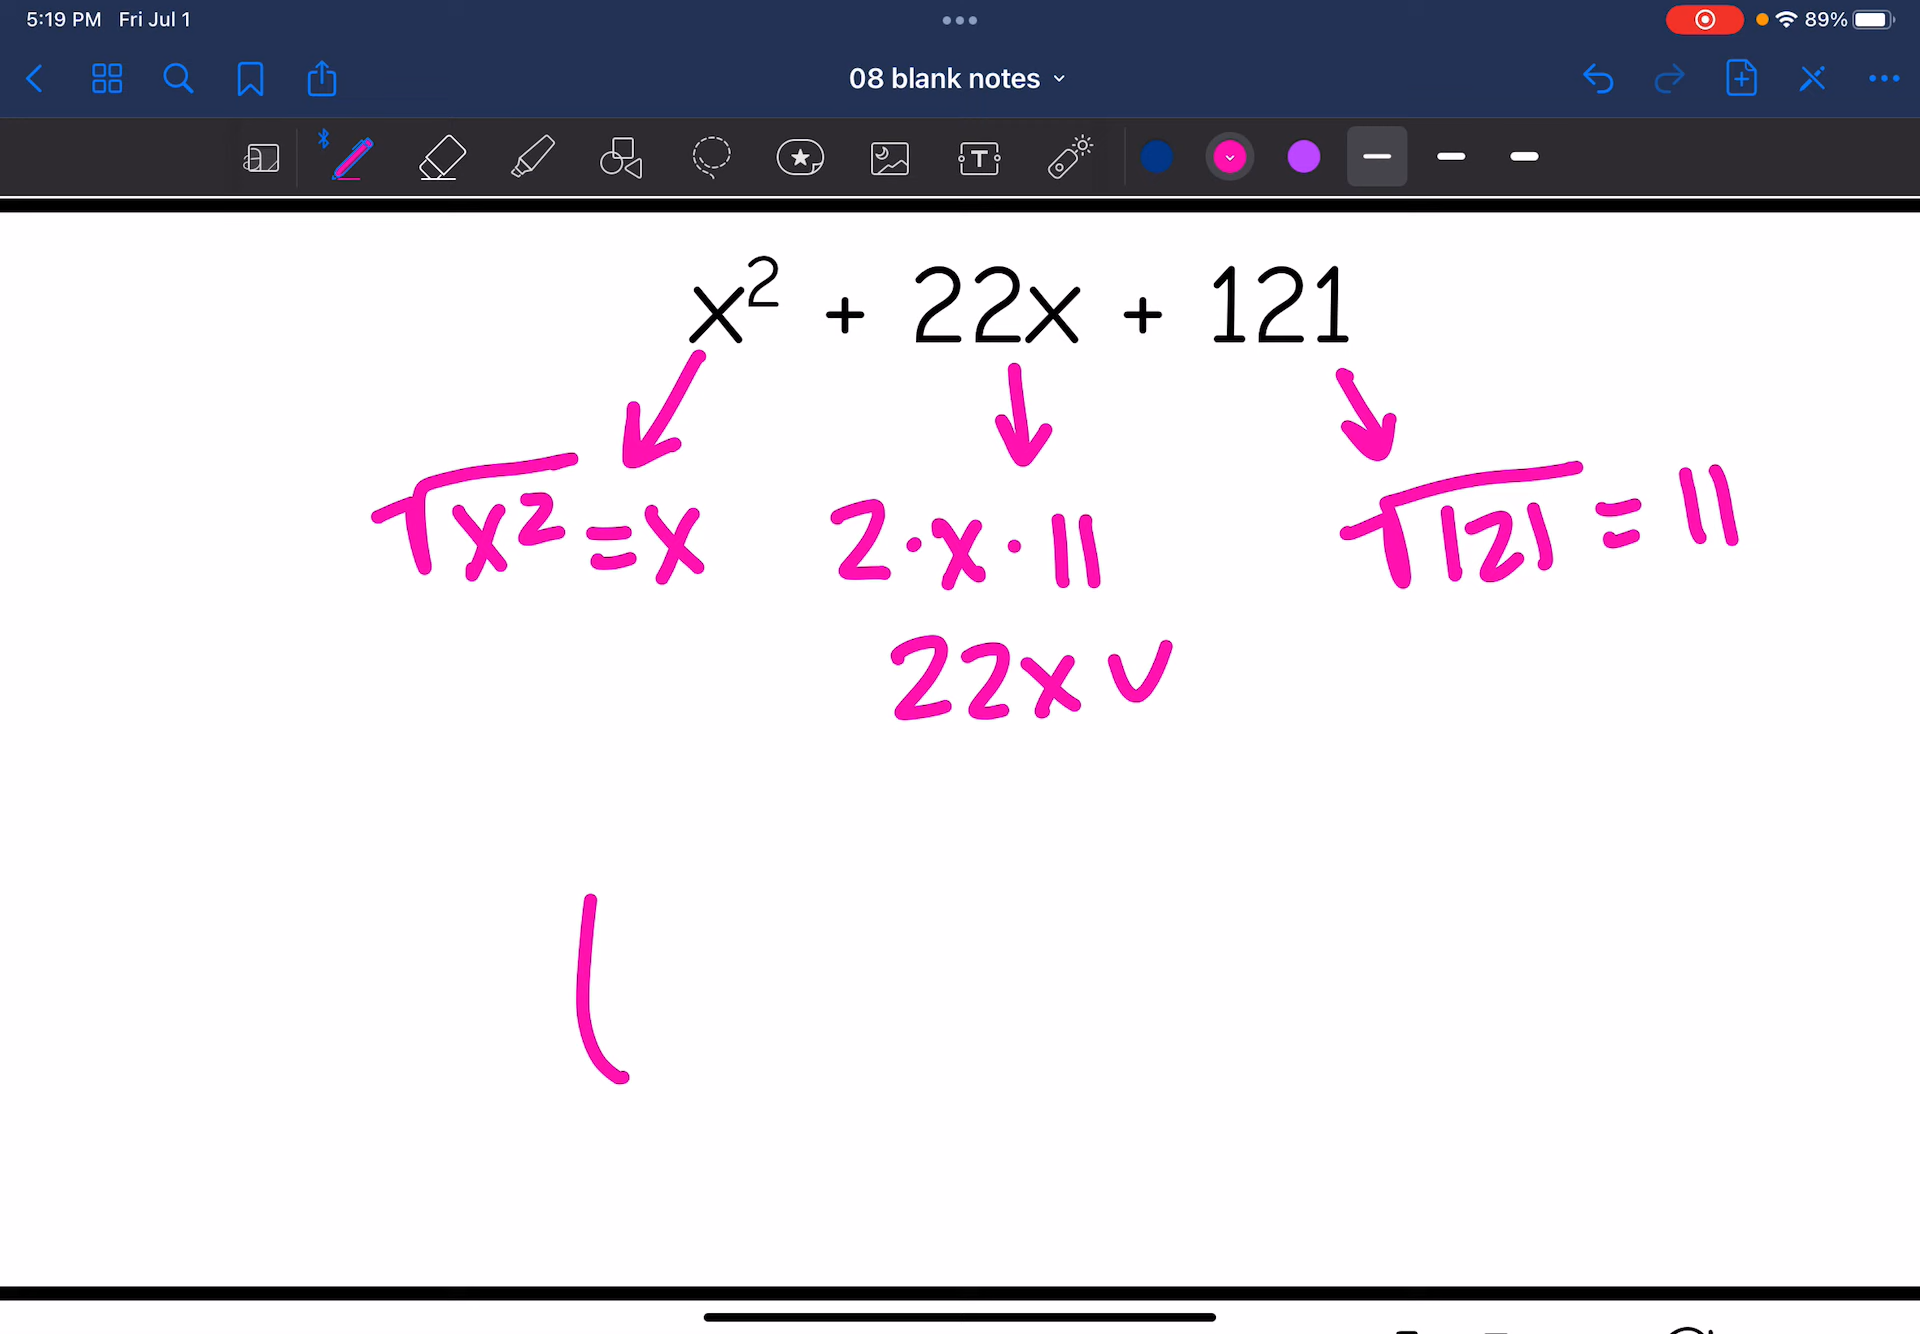 5:19 PM Fri Jul 1
89%
08 blank notes
x² + 22x + 121
√x² = x 2·x·11 √121 = 11
22x ✓
(